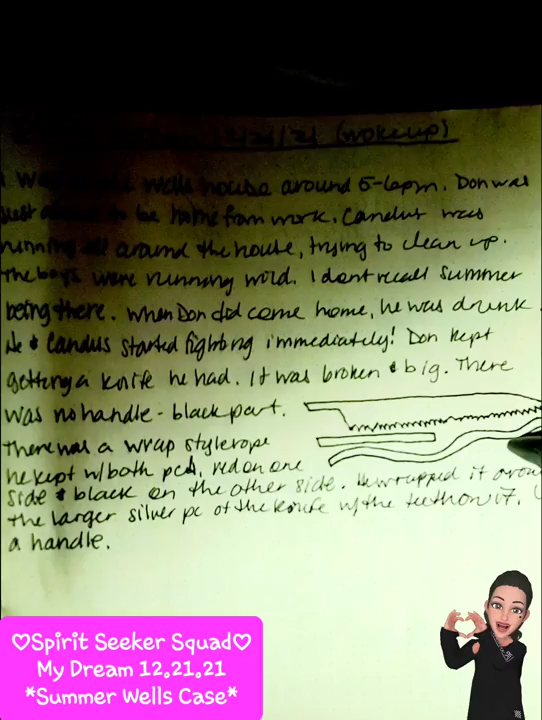 12/21/21 (woke up)
wells house around 5-6pm. Don was
just to be home from work. Candus was
running all around the house, trying to clean up.
The boys were running wild. I dont recall Summer
being there. When Don did come home, he was drunk.
He & Candus started fighting immediately! Don kept
getting a knife he had. It was broken & big. There
was no handle - black part.
There was a wrap style rope
he kept w/both pcs, red on one
side & black on the other side. He wrapped it around
the larger silver pc of the knife w/ the teeth on it.
a handle.
♡Spirit Seeker Squad♡
My Dream 12.21.21
*Summer Wells Case*